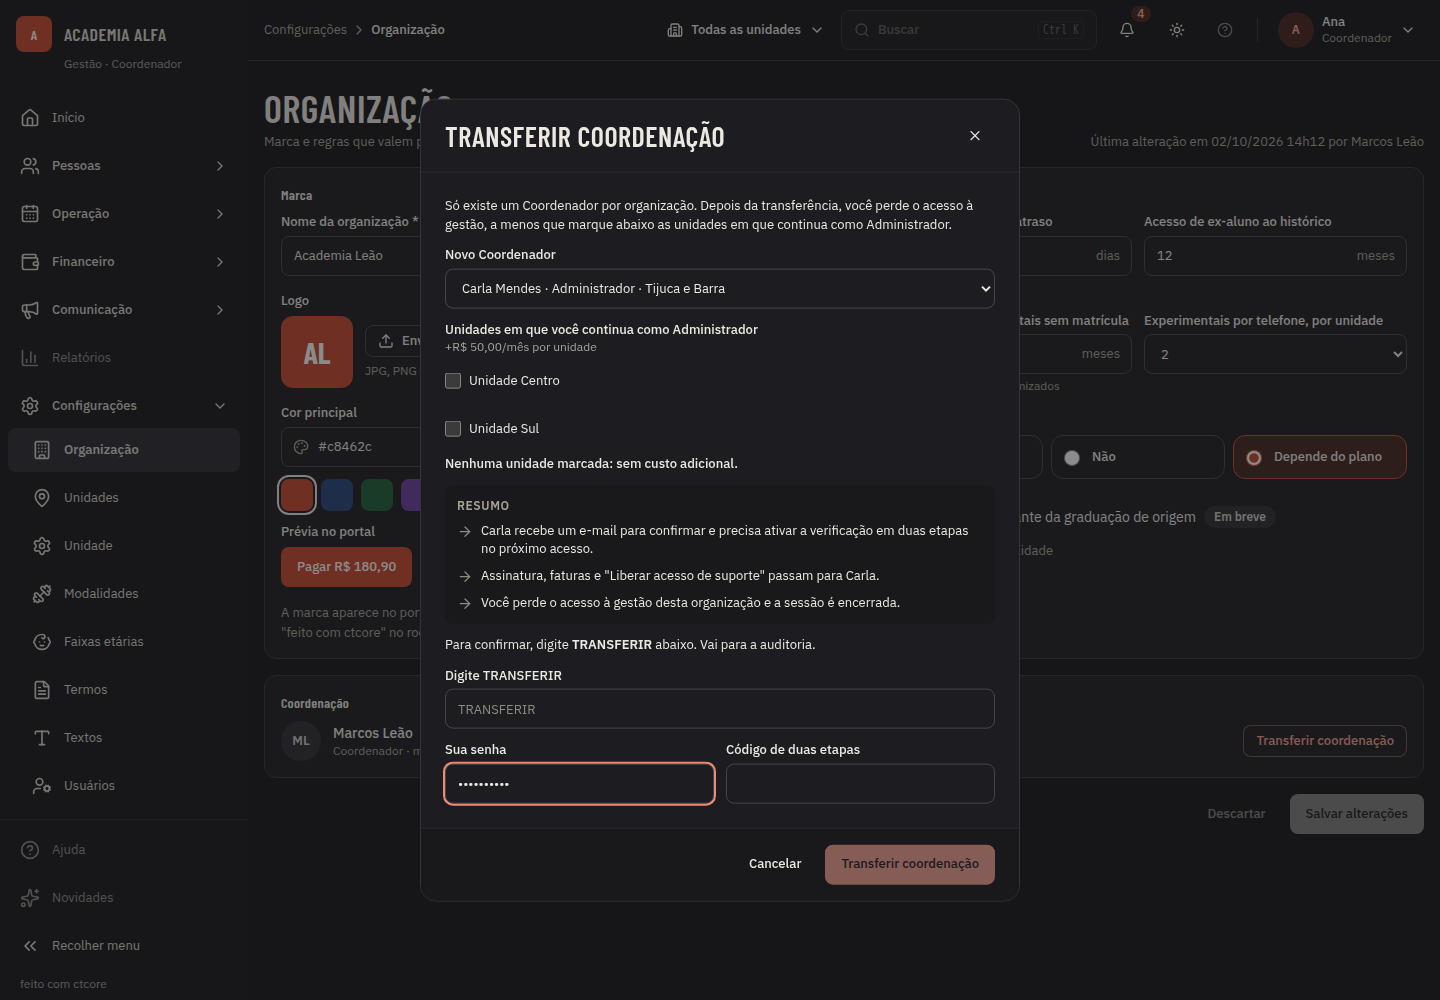 A
ACADEMIA ALFA
Gestão · Coordenador
Início
Pessoas
Operação
Financeiro
Comunicação
Relatórios
Configurações
Organização
Unidades
Unidade
Modalidades
Faixas etárias
Termos
Textos
Usuários
Ajuda
Novidades
Recolher menu
feito com ctcore
Configurações > Organização
Todas as unidades
Buscar
Ctrl K
4
A
Ana
Coordenador
ORGANIZAÇÃO
Marca e regras que valem
Última alteração em 02/10/2026 14h12 por Marcos Leão
Marca
Nome da organização *
Academia Leão
Logo
AL
JPG, PNG
Cor principal
#c8462c
Prévia no portal
Pagar R$ 180,90
A marca aparece no
"feito com ctcore" no
Coordenação
ML
Marcos Leão
Coordenador ·
atraso
dias
Acesso de ex-aluno ao histórico
12
meses
sem matrícula
meses
Experimentais por telefone, por unidade
2
Não
Depende do plano
da graduação de origem
Em breve
Transferir coordenação
Descartar
Salvar alterações
TRANSFERIR COORDENAÇÃO
Só existe um Coordenador por organização. Depois da transferência, você perde o acesso à
gestão, a menos que marque abaixo as unidades em que continua como Administrador.
Novo Coordenador
Carla Mendes · Administrador · Tijuca e Barra
Unidades em que você continua como Administrador
+R$ 50,00/mês por unidade
Unidade Centro
Unidade Sul
Nenhuma unidade marcada: sem custo adicional.
RESUMO
Carla recebe um e-mail para confirmar e precisa ativar a verificação em duas etapas
no próximo acesso.
Assinatura, faturas e "Liberar acesso de suporte" passam para Carla.
Você perde o acesso à gestão desta organização e a sessão é encerrada.
Para confirmar, digite TRANSFERIR abaixo. Vai para a auditoria.
Digite TRANSFERIR
TRANSFERIR
Sua senha
••••••••••
Código de duas etapas
Cancelar
Transferir coordenação